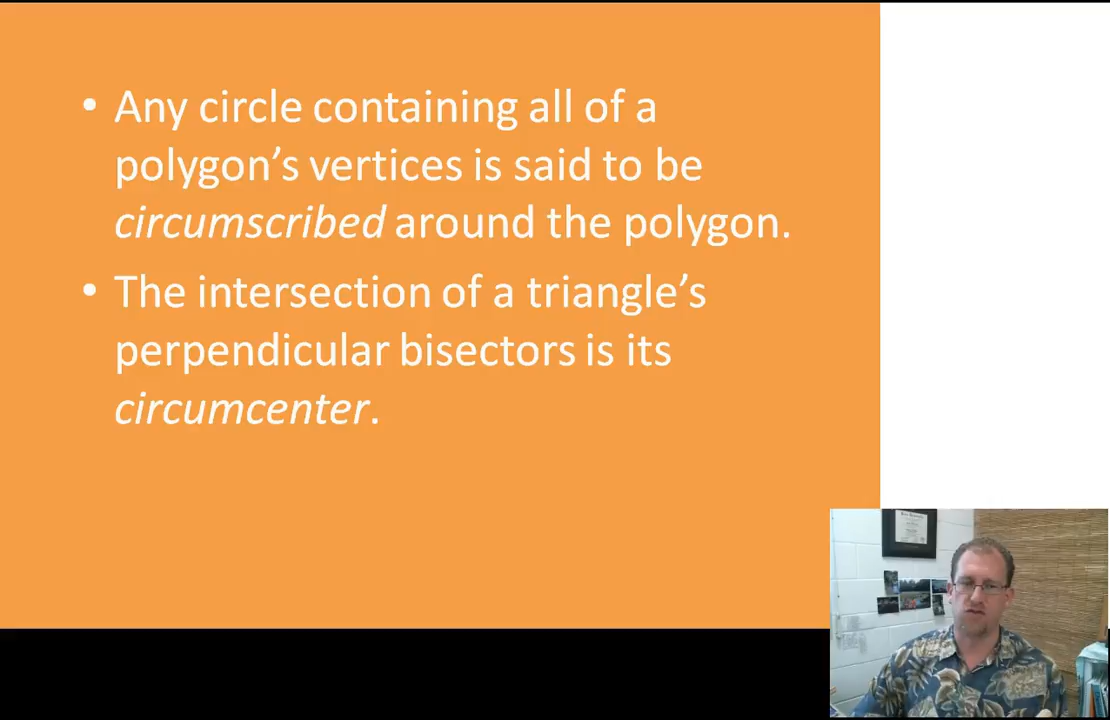 • Any circle containing all of a
polygon’s vertices is said to be
circumscribed around the polygon.
• The intersection of a triangle’s
perpendicular bisectors is its
circumcenter.